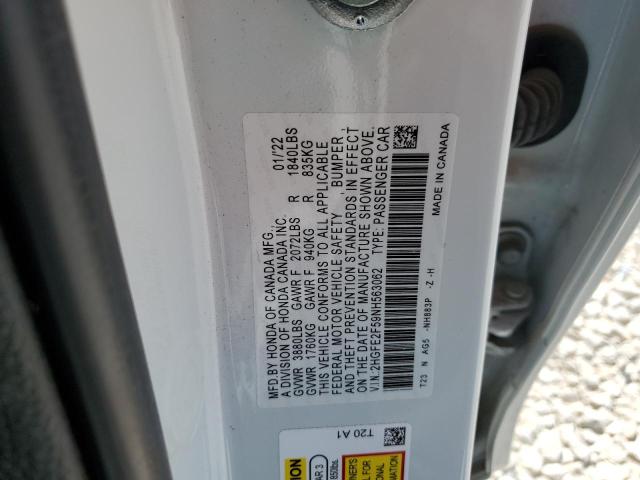 MFD.BY HONDA OF CANADA MFG. 01/'22
A DIVISION OF HONDA CANADA INC.
GVWR 3880LBS GAWR F 2072LBS R 1840LBS
GVWR 1760KG GAWR F 940KG R 835KG
THIS VEHICLE CONFORMS TO ALL APPLICABLE
FEDERAL MOTOR VEHICLE SAFETY, BUMPER,
AND THEFT PREVENTION STANDARDS IN EFFECT
ON THE DATE OF MANUFACTURE SHOWN ABOVE.
V.I.N.:2HGFE2F59NH563062 TYPE: PASSENGER CAR
T23 N AG5 -NH883P -Z -H
MADE IN CANADA
T20 A1